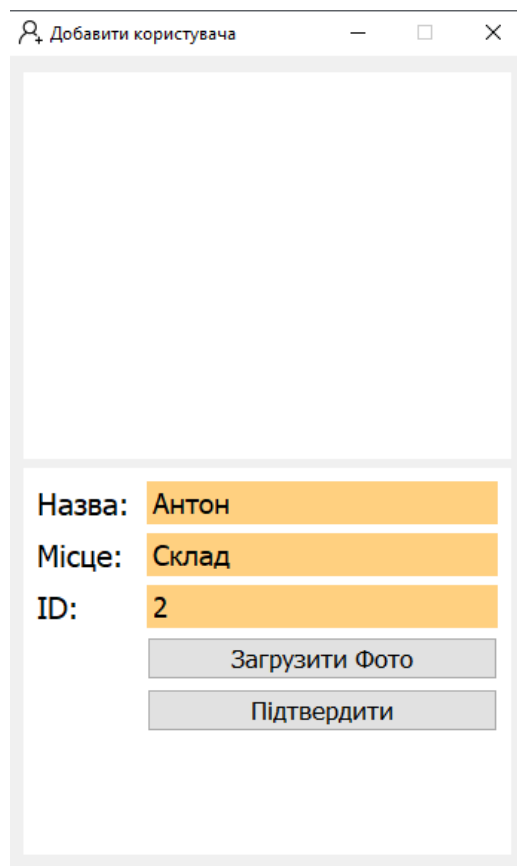 Добавити користувача
Назва: Антон
Місце: Склад
ID: 2
Загрузити Фото
Підтвердити